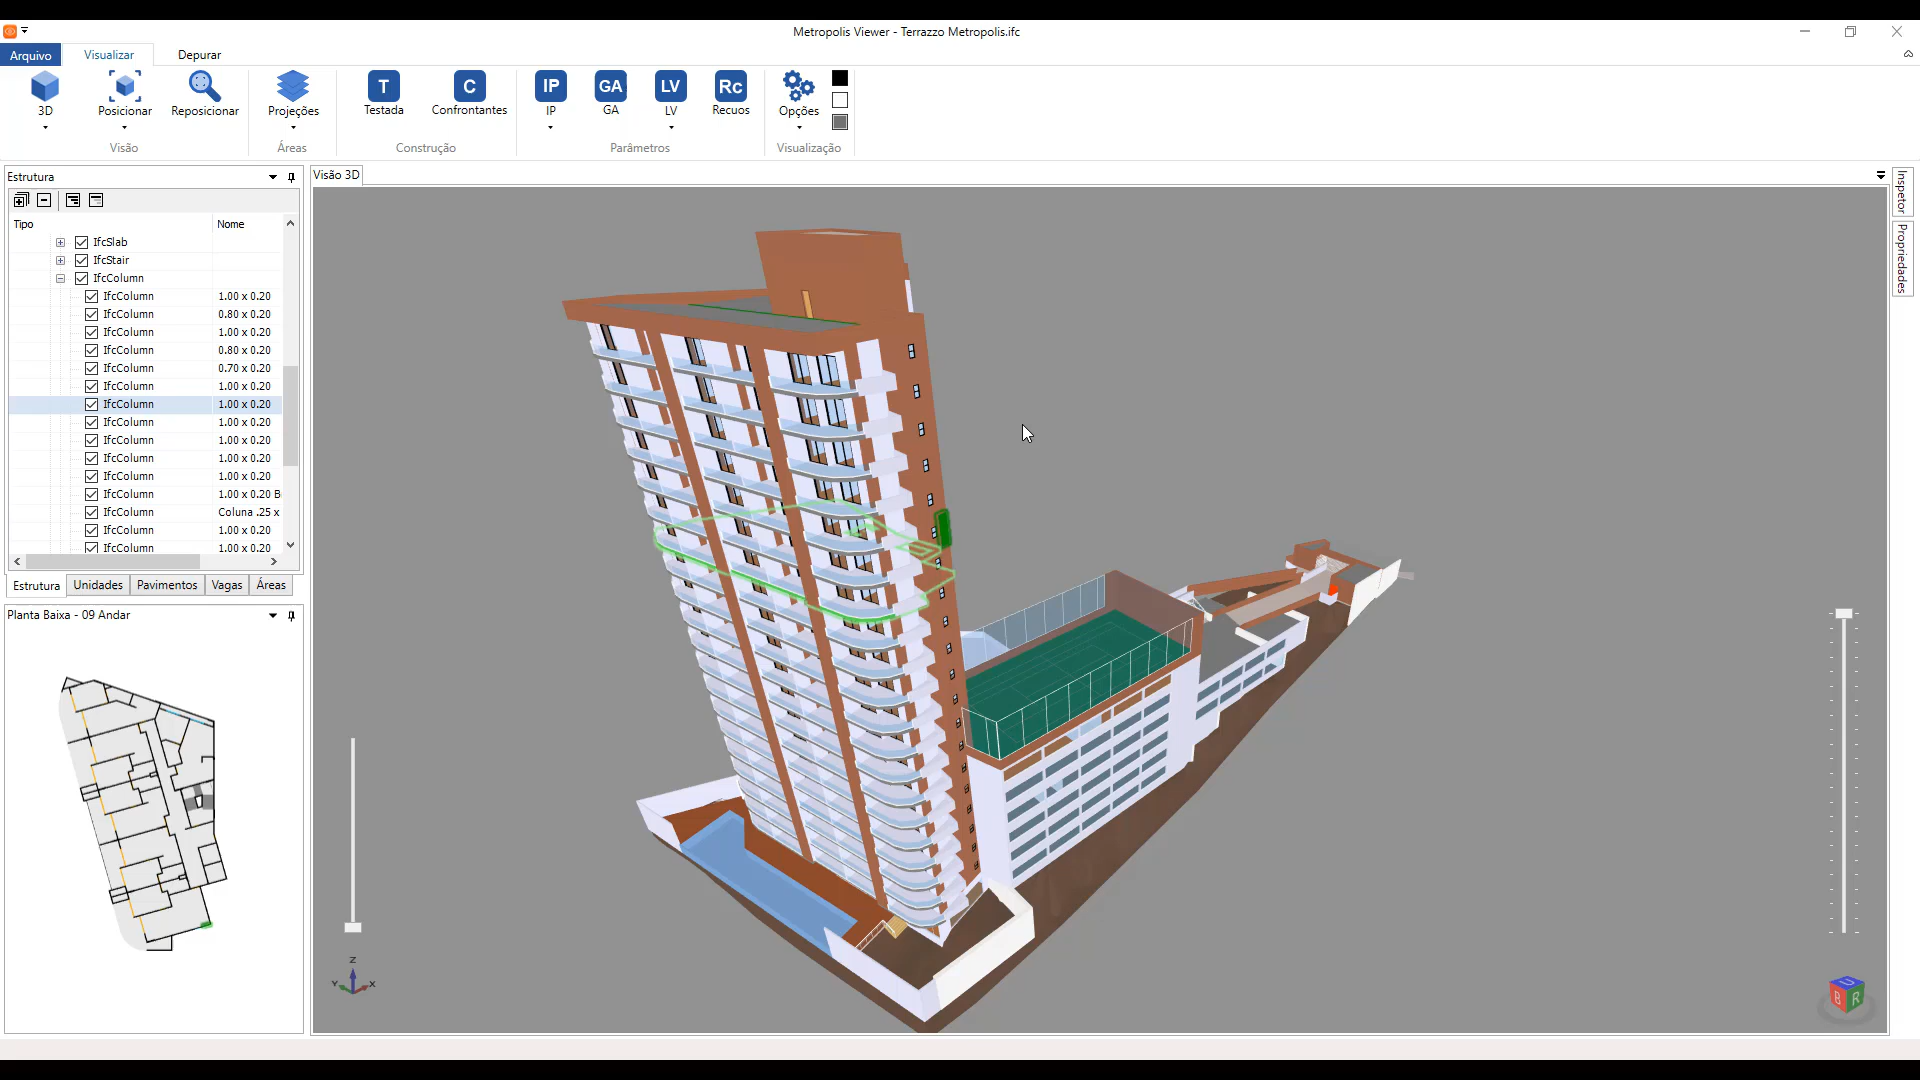 Metropolis Viewer - Terrazzo Metropolis.ifc
Arquivo Visualizar Depurar
3D Posicionar Reposicionar Projeções T Testada C Confrontantes IP IP GA GA LV LV Rc Recuos Opções
Visão Áreas Construção Parâmetros Visualização
Estrutura
Visão 3D
Inspetor
Propriedades
Tipo Nome
IfcSlab
IfcStair
IfcColumn
IfcColumn 1.00 x 0.20
IfcColumn 0.80 x 0.20
IfcColumn 1.00 x 0.20
IfcColumn 0.80 x 0.20
IfcColumn 0.70 x 0.20
IfcColumn 1.00 x 0.20
IfcColumn 1.00 x 0.20
IfcColumn 1.00 x 0.20
IfcColumn 1.00 x 0.20
IfcColumn 1.00 x 0.20
IfcColumn 1.00 x 0.20
IfcColumn 1.00 x 0.20 B
IfcColumn Coluna .25 x
IfcColumn 1.00 x 0.20
IfcColumn 1.00 x 0.20
Estrutura Unidades Pavimentos Vagas Áreas
Planta Baixa - 09 Andar
Z
Y X
U
B R